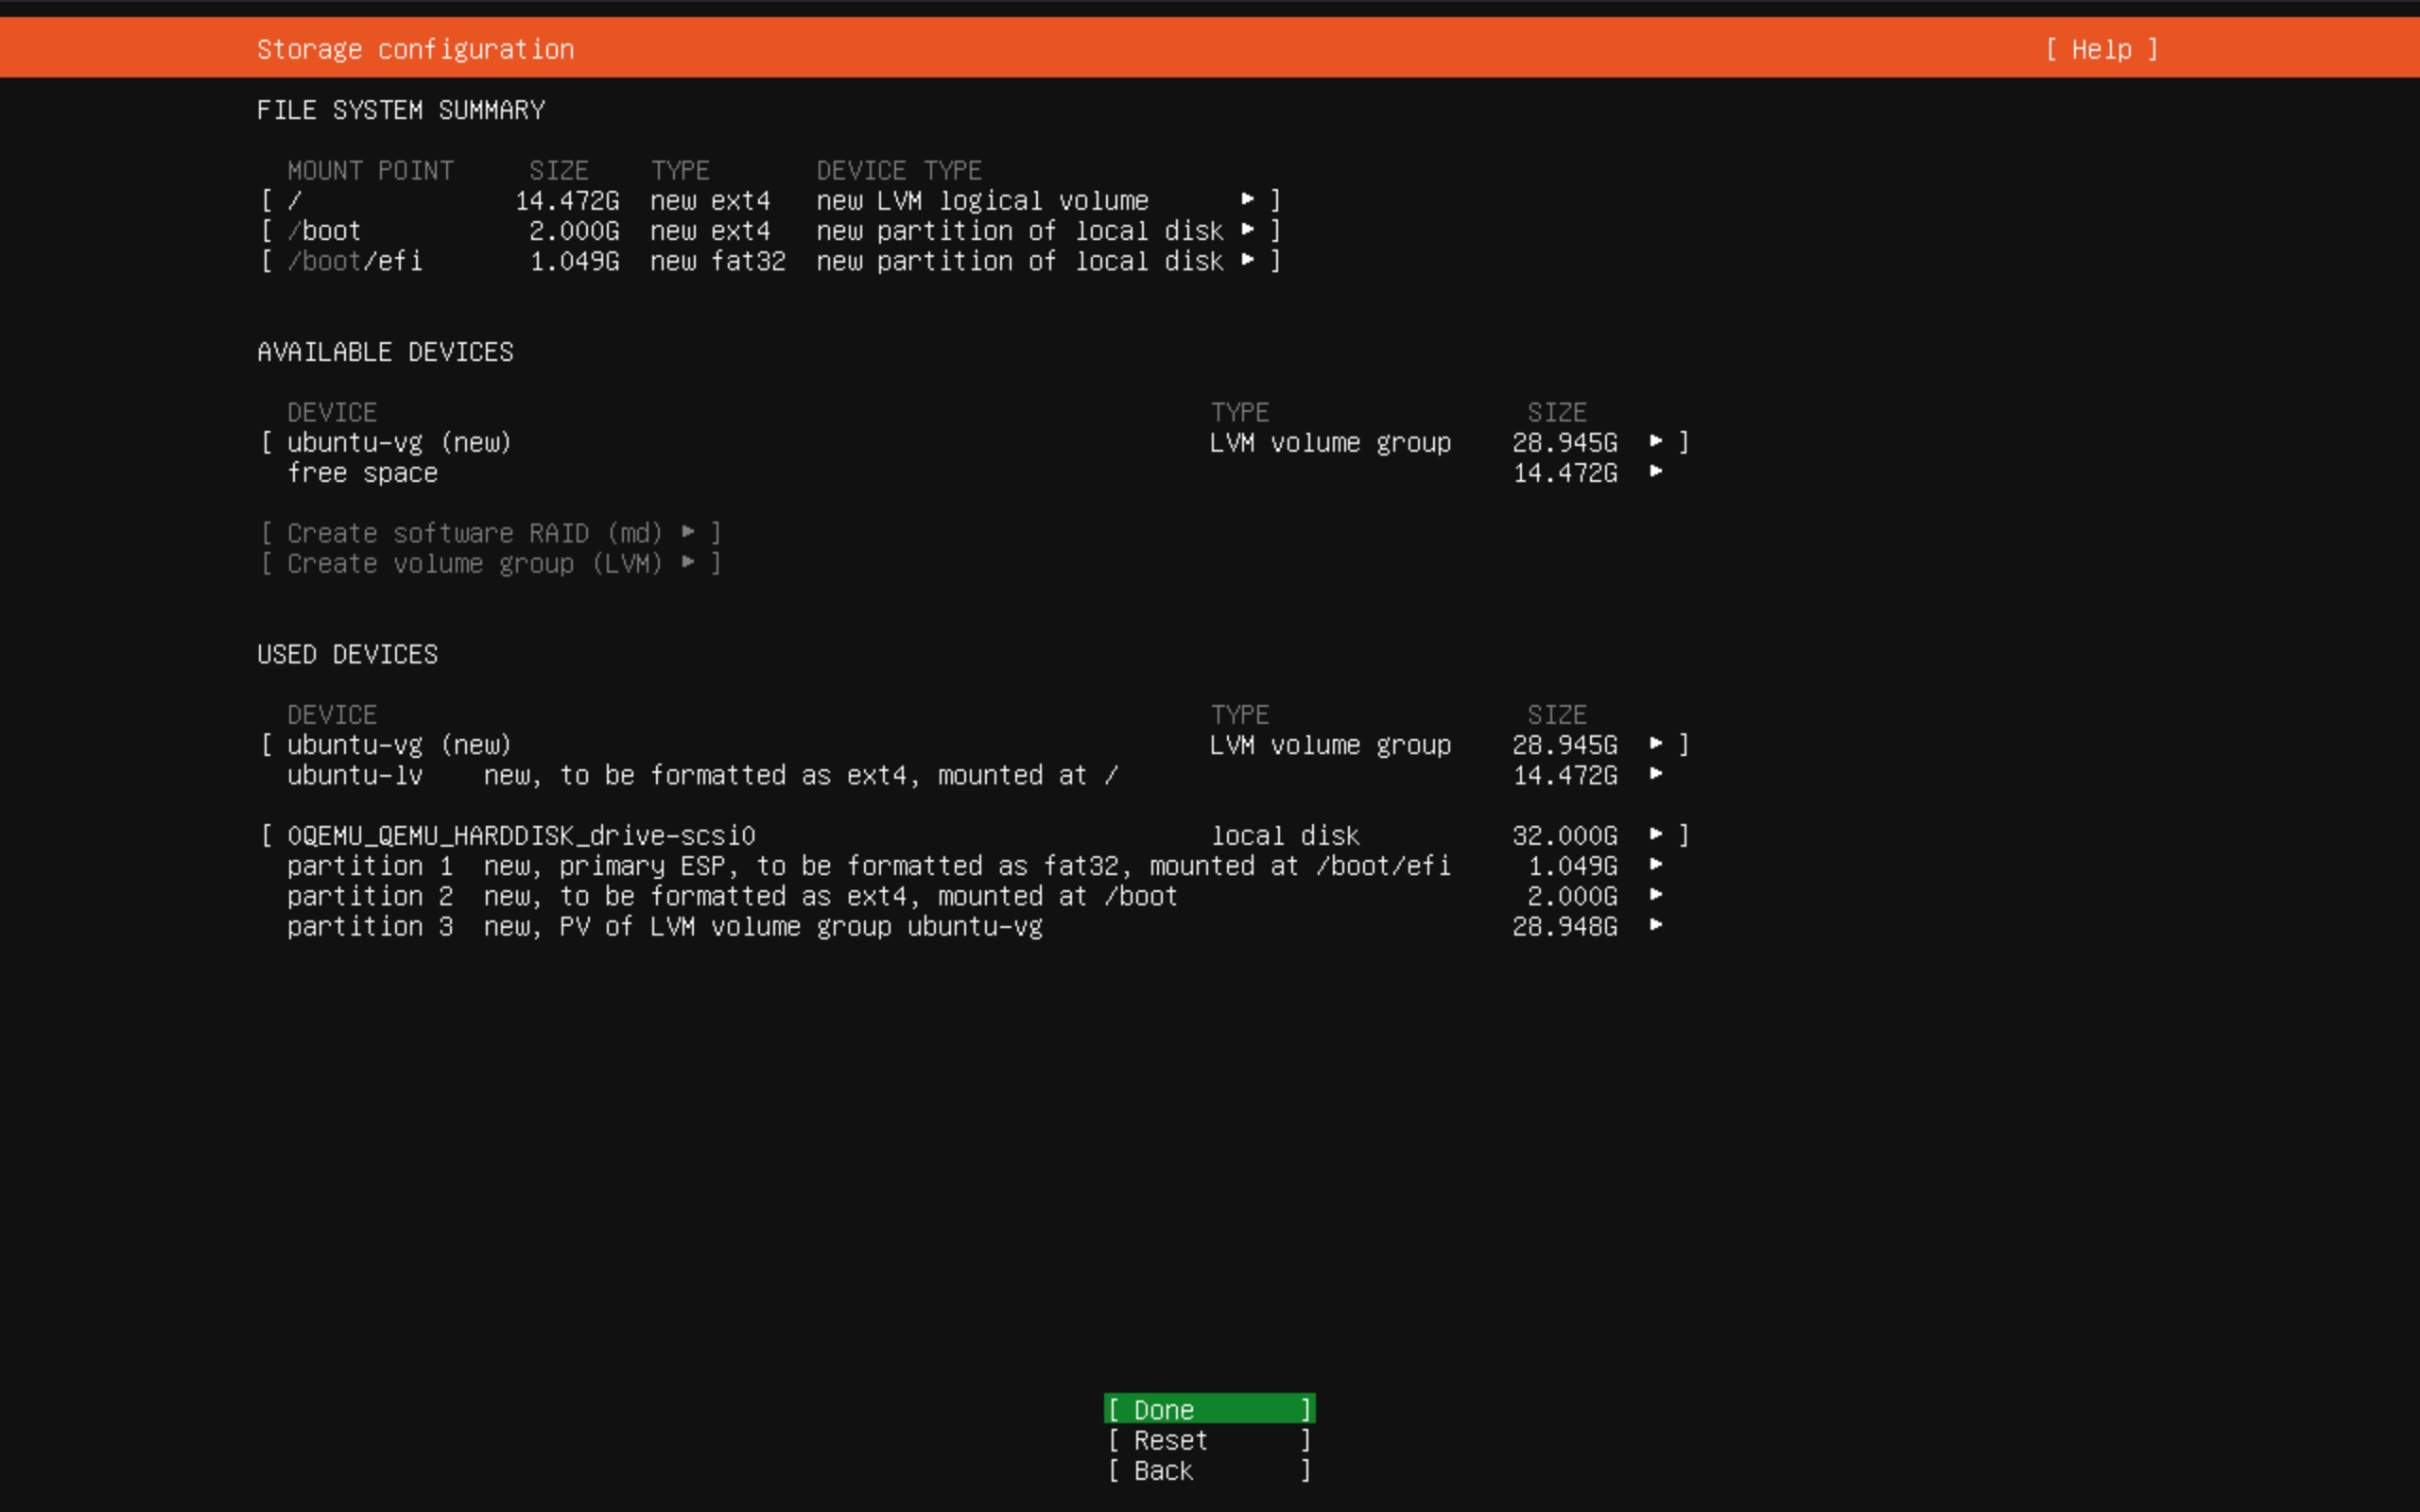 Storage configuration [ Help ]
FILE SYSTEM SUMMARY
MOUNT POINT SIZE TYPE DEVICE TYPE
[ / 14.472G new ext4 new LVM logical volume ▸ ]
[ /boot 2.000G new ext4 new partition of local disk ▸ ]
[ /boot/efi 1.049G new fat32 new partition of local disk ▸ ]
AVAILABLE DEVICES
DEVICE TYPE SIZE
[ ubuntu-vg (new) LVM volume group 28.945G ▸ ]
free space 14.472G ▸
[ Create software RAID (md) ▸ ]
[ Create volume group (LVM) ▸ ]
USED DEVICES
DEVICE TYPE SIZE
[ ubuntu-vg (new) LVM volume group 28.945G ▸ ]
ubuntu-lv new, to be formatted as ext4, mounted at / 14.472G ▸
[ 0QEMU_QEMU_HARDDISK_drive-scsi0 local disk 32.000G ▸ ]
partition 1 new, primary ESP, to be formatted as fat32, mounted at /boot/efi 1.049G ▸
partition 2 new, to be formatted as ext4, mounted at /boot 2.000G ▸
partition 3 new, PV of LVM volume group ubuntu-vg 28.948G ▸
[ Done ]
[ Reset ]
[ Back ]